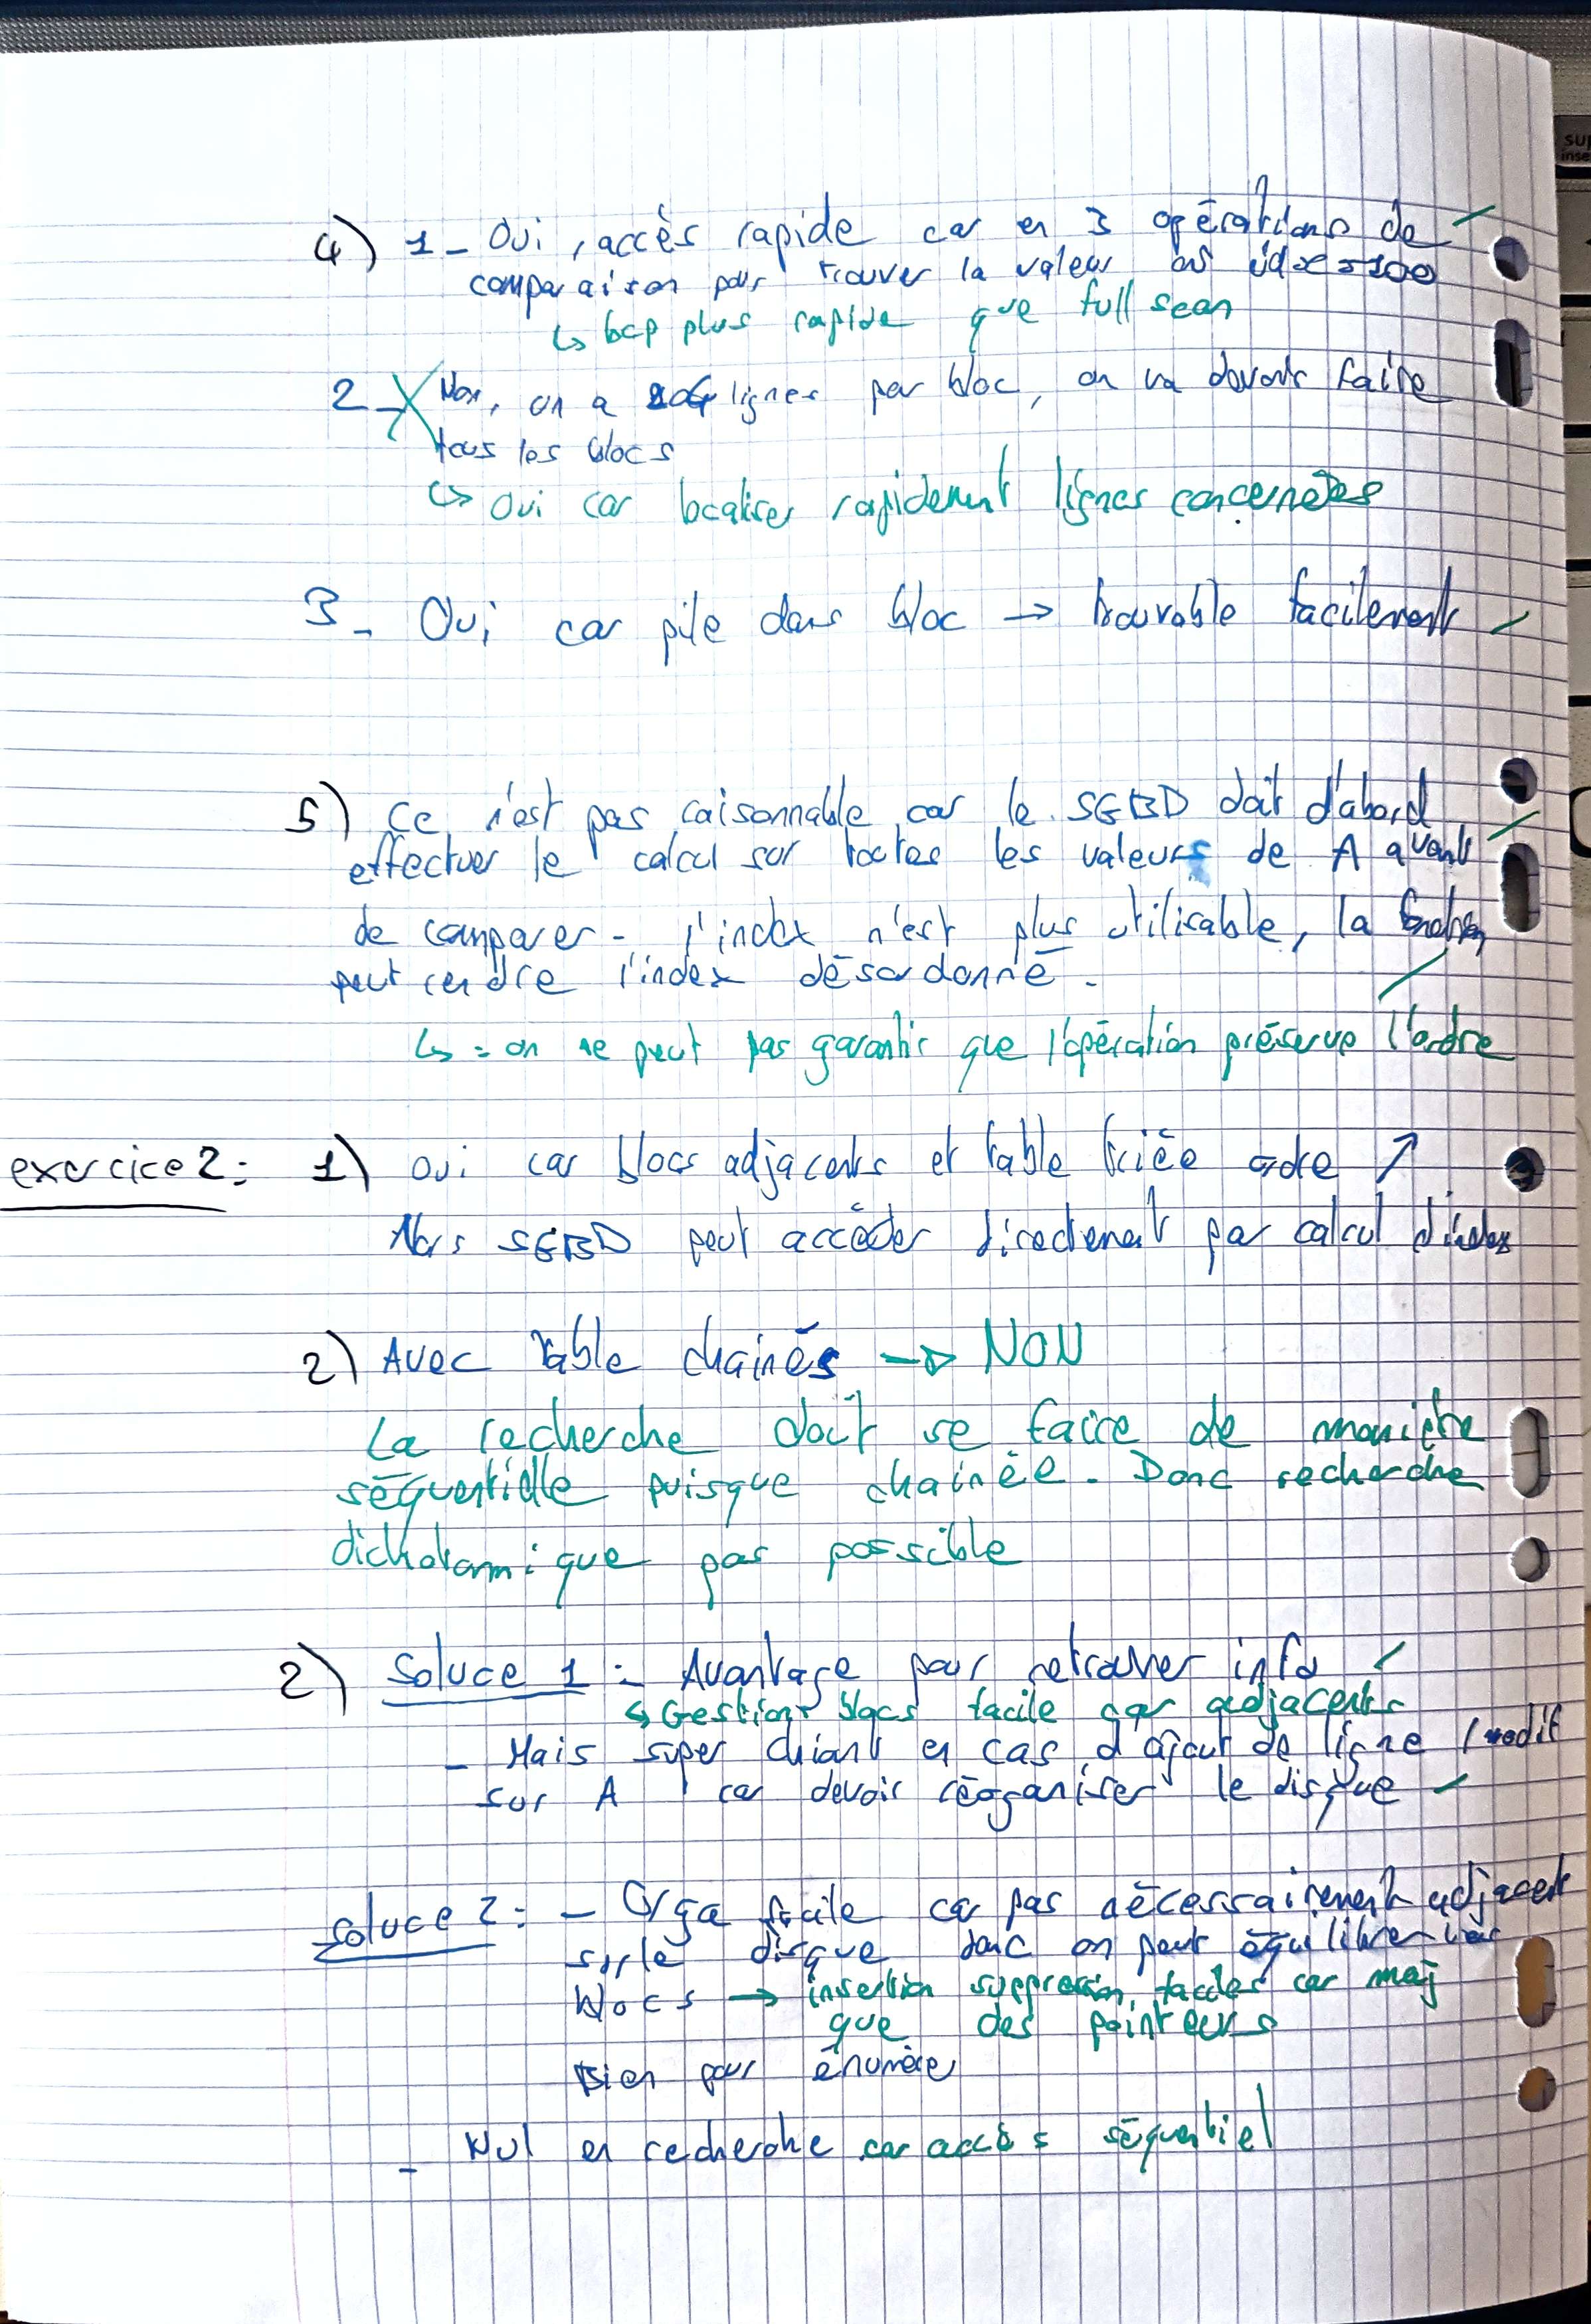 4) 1 - Oui, accès rapide car en 3 opérations de
comparaison pour trouver la valeur où idx = 100
↳ bcp plus rapide que full scan
2 - Non, on a lignes par bloc, on va devoir faire
tous les blocs
↳ Oui car localiser rapidement lignes concernées
3 - Oui car pile dans bloc → trouvable facilement
5) Ce n'est pas raisonnable car le SGBD doit d'abord
effectuer le calcul sur toutes les valeurs de A avant
de comparer - l'index n'est plus utilisable, la fonction
peut rendre l'index désordonné.
↳ = on ne peut pas garantir que l'opération préserve l'ordre
exercice 2 : 1) oui car blocs adjacents et table triée ordre ↗
Alors SGBD peut accéder directement par calcul d'index
2) Avec table chainés → NON
La recherche doit se faire de manière
séquentielle puisque chainée. Donc recherche
dichotomique pas possible
2) Soluce 1 : - Avantage pour retrouver info
↳ Gestion blocs facile car adjacents
- Mais super chiant en cas d'ajout de ligne / modif
sur A car devoir réorganiser le disque
soluce 2 : - Orga facile car pas nécessairement adjacent
sur le disque donc on peut équilibrer les
blocs → insertion suppression, faciles car maj
que des pointeurs
Bien pour énumérer
- Nul en recherche car accès séquentiel